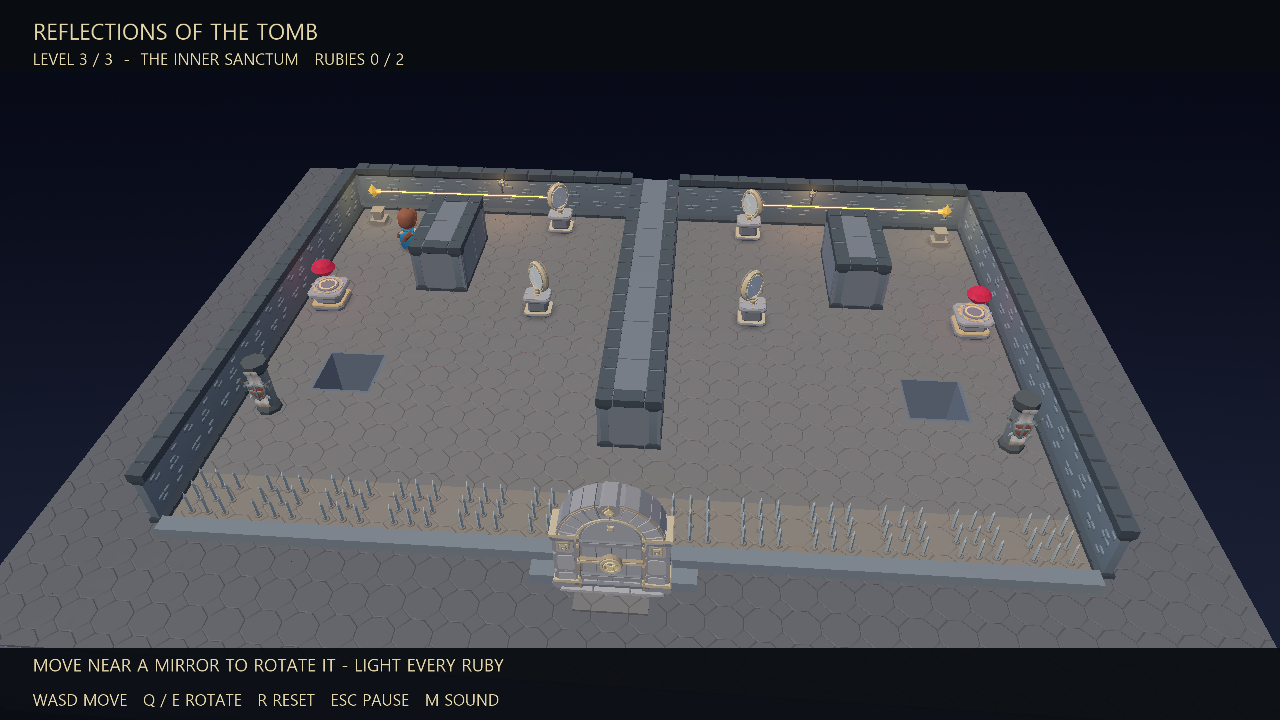 REFLECTIONS OF THE TOMB
LEVEL 3 / 3 - THE INNER SANCTUM RUBIES 0 / 2
MOVE NEAR A MIRROR TO ROTATE IT - LIGHT EVERY RUBY
WASD MOVE Q / E ROTATE R RESET ESC PAUSE M SOUND